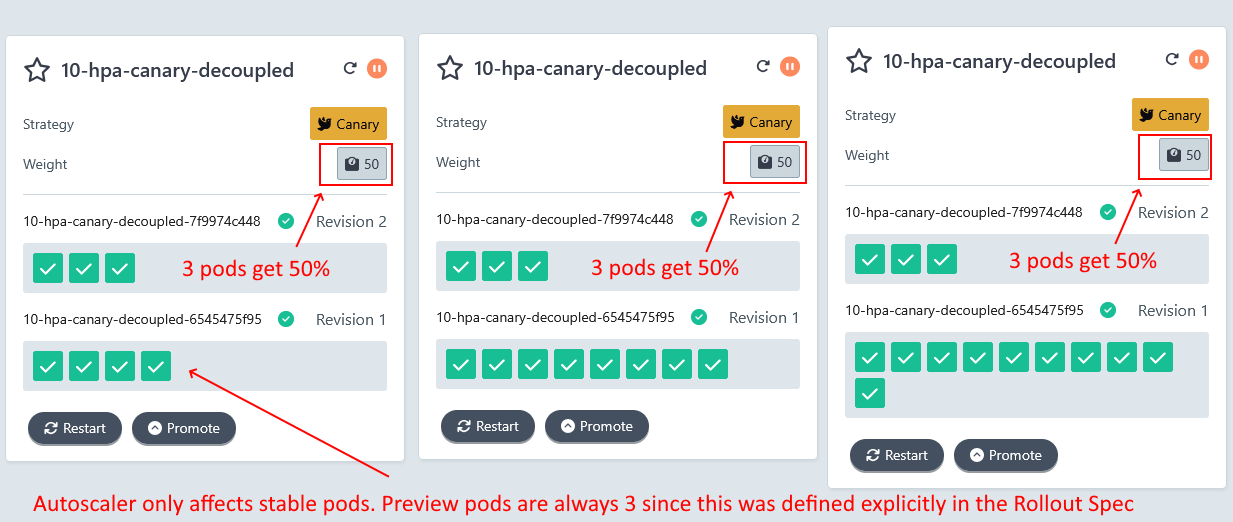 10-hpa-canary-decoupled
Strategy
Canary
Weight
50
10-hpa-canary-decoupled-7f9974c448
Revision 2
3 pods get 50%
10-hpa-canary-decoupled-6545475f95
Revision 1
Restart
Promote
10-hpa-canary-decoupled
Strategy
Canary
Weight
50
10-hpa-canary-decoupled-7f9974c448
Revision 2
3 pods get 50%
10-hpa-canary-decoupled-6545475f95
Revision 1
Restart
Promote
10-hpa-canary-decoupled
Strategy
Canary
Weight
50
10-hpa-canary-decoupled-7f9974c448
Revision 2
3 pods get 50%
10-hpa-canary-decoupled-6545475f95
Revision 1
Restart
Promote
Autoscaler only affects stable pods. Preview pods are always 3 since this was defined explicitly in the Rollout Spec